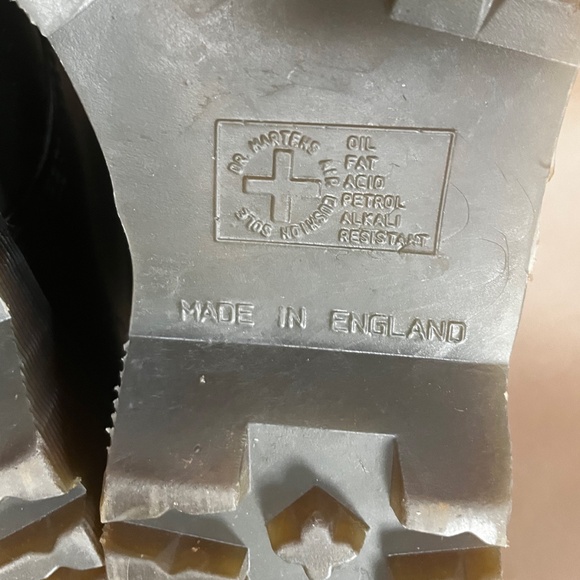 DR. MARTENS AIR CUSHION SOLE
OIL
FAT
ACID
PETROL
ALKALI
RESISTANT
MADE IN ENGLAND